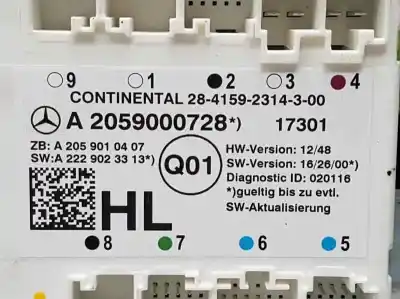 9 1 2 3 4
CONTINENTAL 28-4159-2314-3-00
A 2059000728*) 17301
ZB: A 205 901 04 07
SW:A 222 902 33 13*)
Q01
HW-Version: 12/48
SW-Version: 16/26/00*)
Diagnostic ID: 020116
*)gueltig bis zu evtl.
SW-Aktualisierung
HL
8 7 6 5